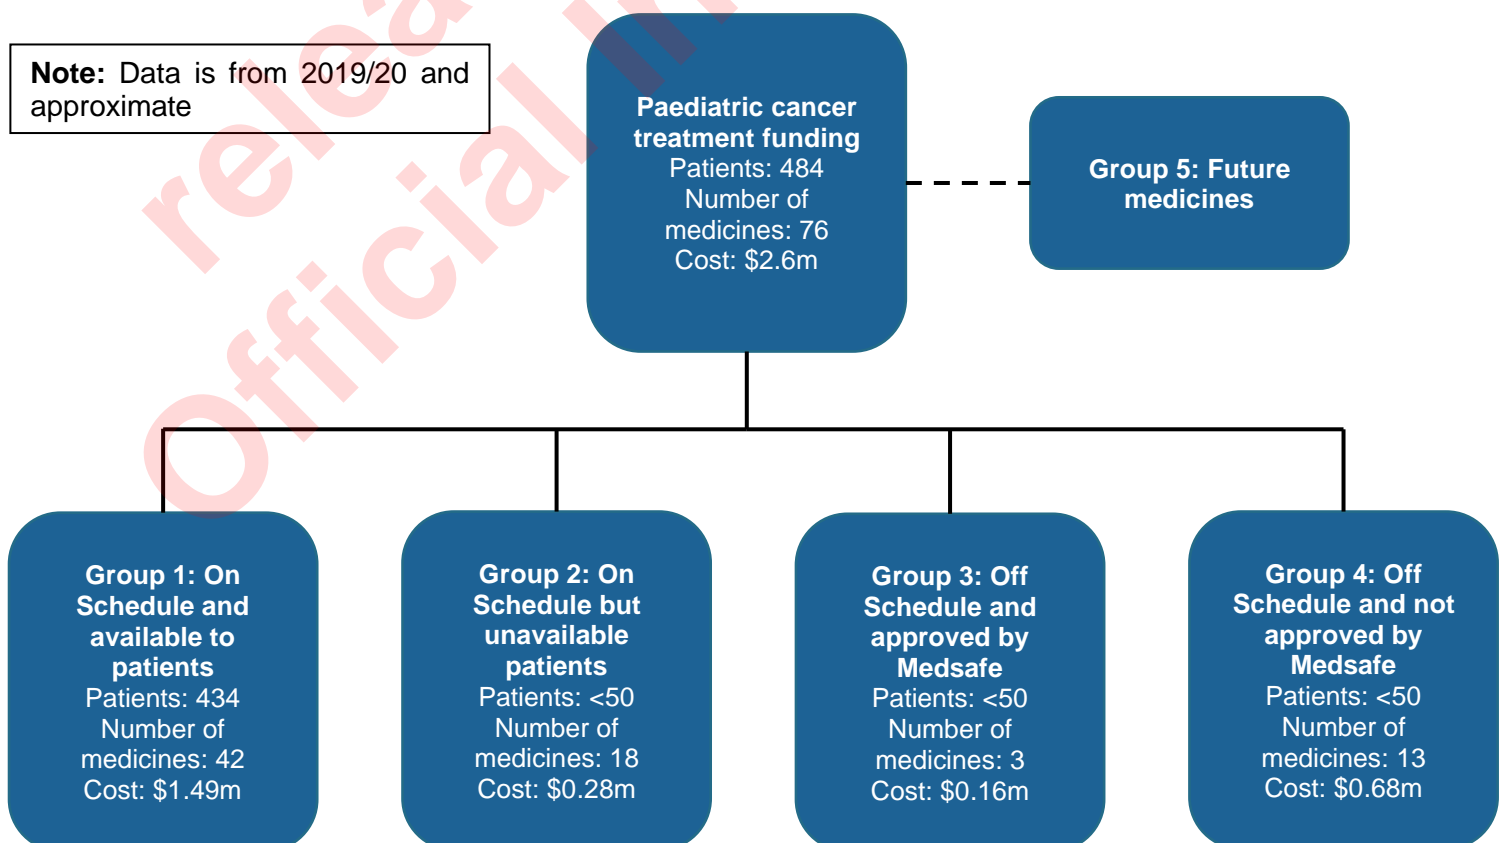 relea
Official In
Note: Data is from 2019/20 and
approximate
Paediatric cancer
treatment funding
Patients: 484
Number of
medicines: 76
Cost: $2.6m
Group 5: Future
medicines
Group 1: On
Schedule and
available to
patients
Patients: 434
Number of
medicines: 42
Cost: $1.49m
Group 2: On
Schedule but
unavailable
patients
Patients: <50
Number of
medicines: 18
Cost: $0.28m
Group 3: Off
Schedule and
approved by
Medsafe
Patients: <50
Number of
medicines: 3
Cost: $0.16m
Group 4: Off
Schedule and not
approved by
Medsafe
Patients: <50
Number of
medicines: 13
Cost: $0.68m